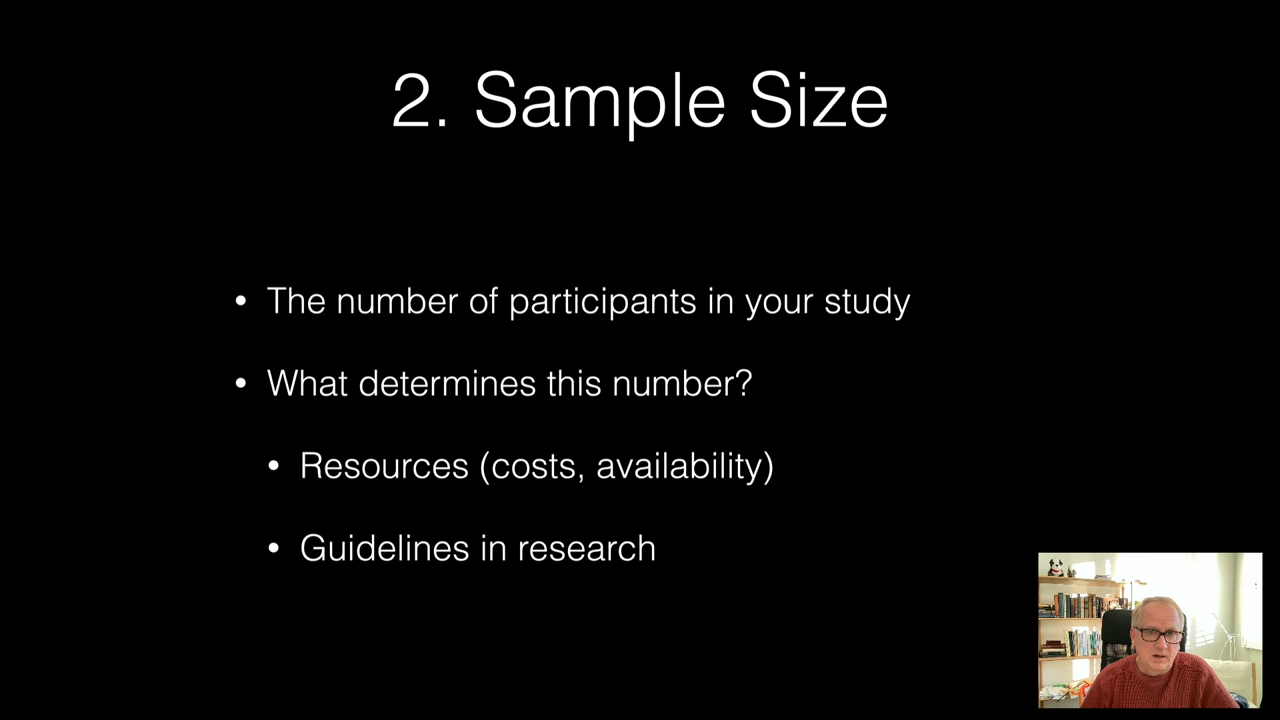 2. Sample Size
• The number of participants in your study
• What determines this number?
• Resources (costs, availability)
• Guidelines in research